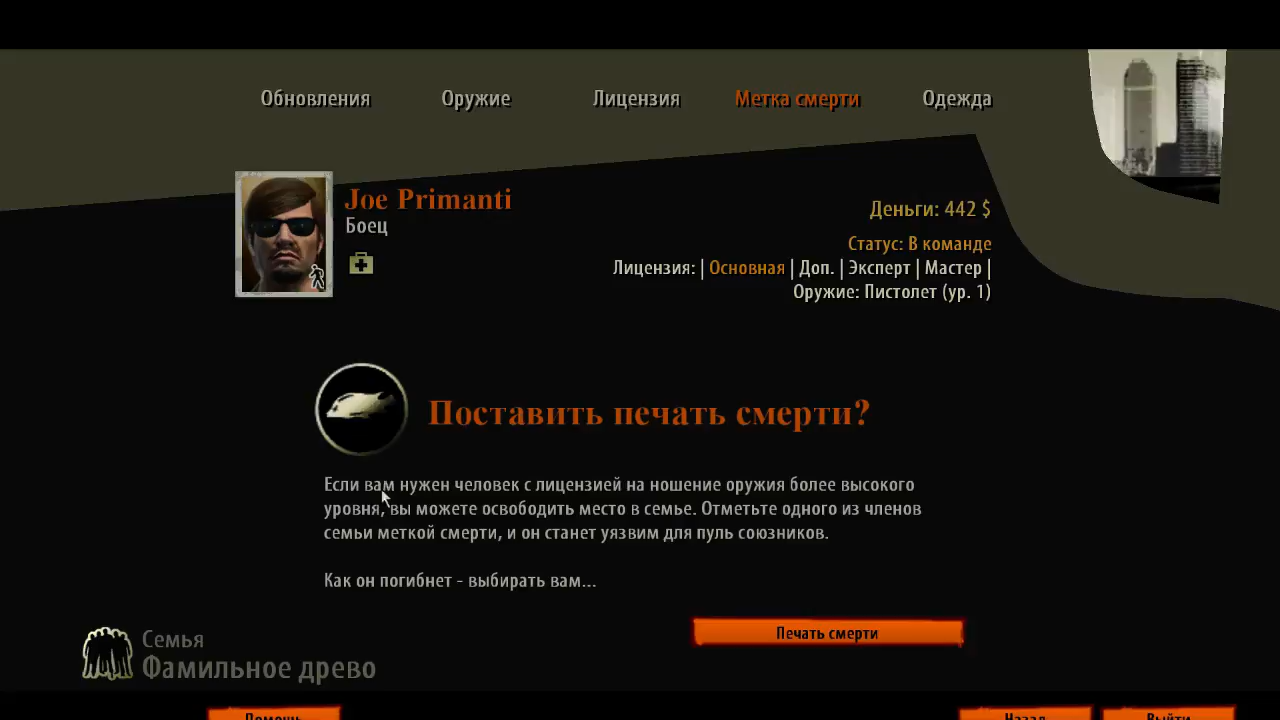 Обновления Оружие Лицензия Метка смерти Одежда
Joe Primanti
Боец
Деньги: 442 $
Статус: В команде
Лицензия: | Основная | Доп. | Эксперт | Мастер |
Оружие: Пистолет (ур. 1)
Поставить печать смерти?
Если вам нужен человек с лицензией на ношение оружия более высокого
уровня, вы можете освободить место в семье. Отметьте одного из членов
семьи меткой смерти, и он станет уязвим для пуль союзников.
Как он погибнет - выбирать вам...
Печать смерти
Семья
Фамильное древо
Помощь Назад Выйти